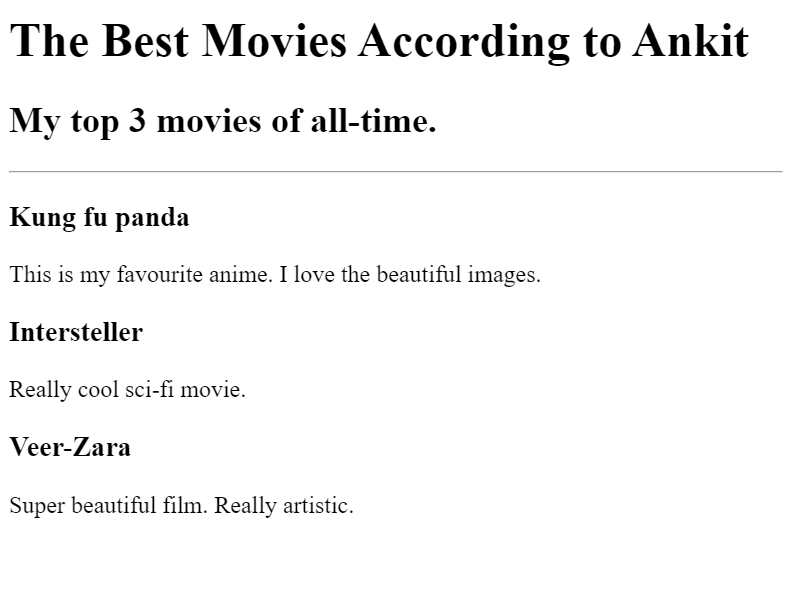 The Best Movies According to Ankit
My top 3 movies of all-time.
Kung fu panda
This is my favourite anime. I love the beautiful images.
Intersteller
Really cool sci-fi movie.
Veer-Zara
Super beautiful film. Really artistic.